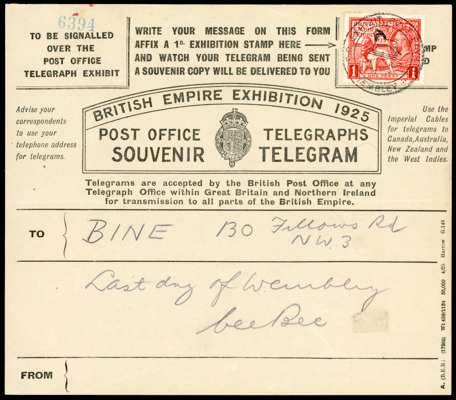 6394
TO BE SIGNALLED
OVER THE
POST OFFICE
TELEGRAPH EXHIBIT
WRITE YOUR MESSAGE ON THIS FORM
AFFIX A 1D. EXHIBITION STAMP HERE
AND WATCH YOUR TELEGRAM BEING SENT
A SOUVENIR COPY WILL BE DELIVERED TO YOU
1 1
WEMBLEY
Advise your
correspondents
to use your
telephone address
for telegrams.
BRITISH EMPIRE EXHIBITION 1925
POST OFFICE TELEGRAPHS
SOUVENIR TELEGRAM
Use the
Imperial Cables
for telegrams to
Canada, Australia,
New Zealand and
the West Indies.
Telegrams are accepted by the British Post Office at any
Telegraph Office within Great Britain and Northern Ireland
for transmission to all parts of the British Empire.
TO BINE 130 Fellows Rd
NW.3
Last day of Wembley
beeBee
FROM